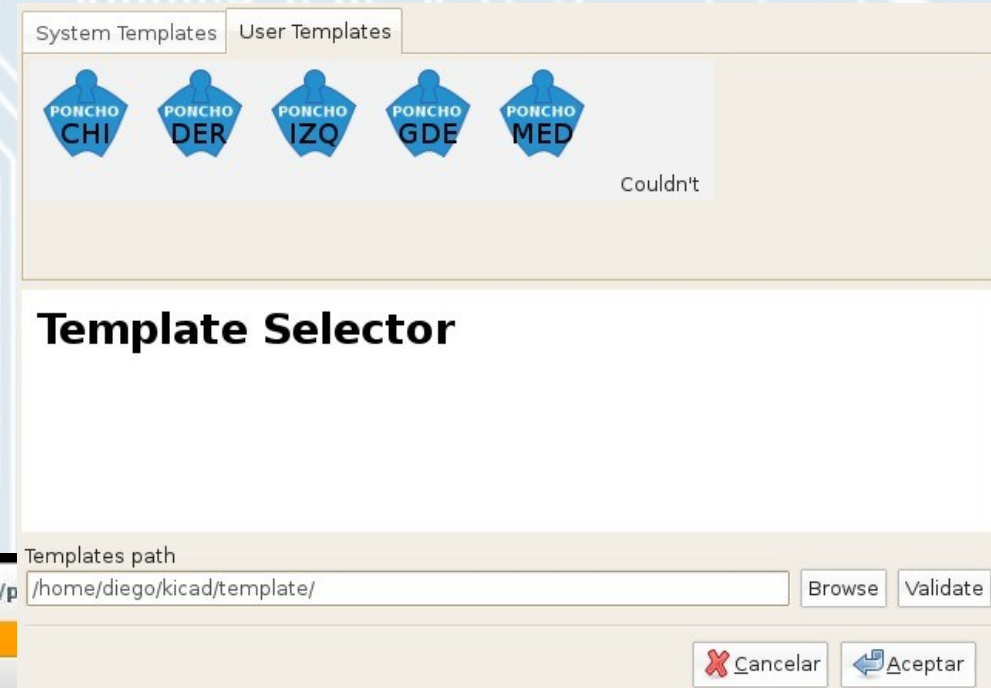 System Templates User Templates
PONCHO PONCHO PONCHO PONCHO PONCHO
CHI DER IZQ GDE MED
Couldn't
Template Selector
Templates path
/p /home/diego/kicad/template/ Browse Validate
Cancelar Aceptar